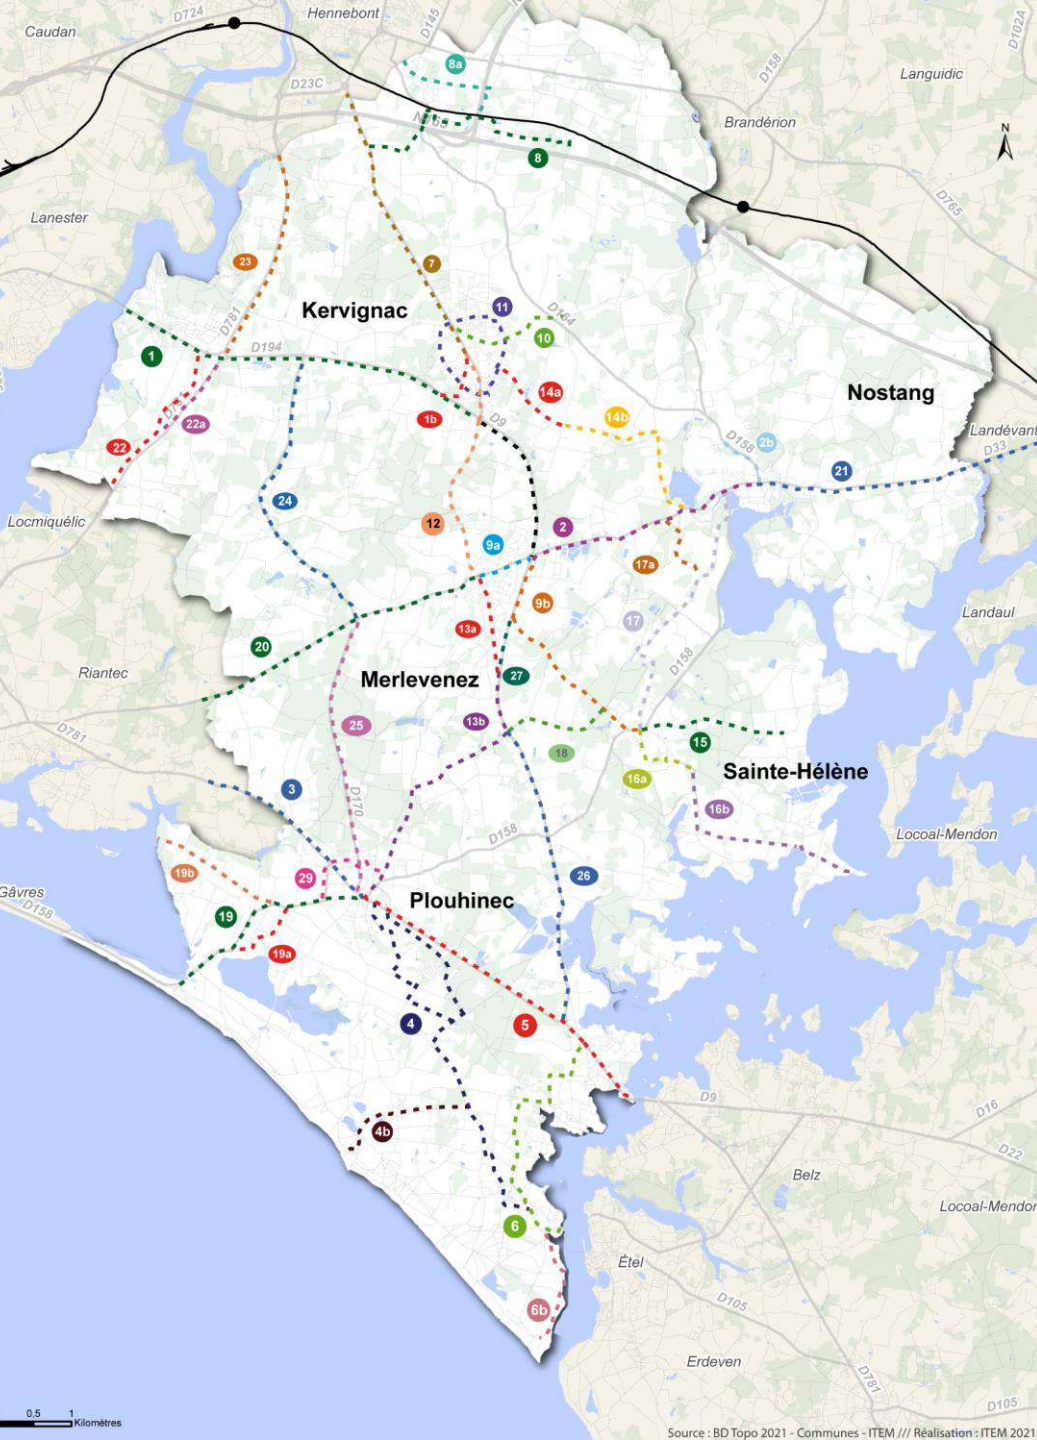 D724
Hennebont
Caudan
D145
N
D102A
8a
D158
Languidic
D23C
N165
Brandérion
N
8
D765
Lanester
23
7
11
Kervignac
D781
D164
10
D194
1
Nostang
14a
14b
1b
D9
22a
22
2b
D158
Landévant
D33
21
24
Locmiquélic
12
2
9a
17a
9b
Landaul
17
13a
20
D158
Riantec
Merlevenez
27
25
13b
D781
15
18
Sainte-Hélène
16a
3
D170
16b
D158
Locoal-Mendon
19b
29
26
Gâvres
Plouhinec
D158
19
19a
4
5
D9
D16
4b
D22
Belz
Locoal-Mendon
6
Étel
6b
D105
Erdeven
D781
D105
0,5 1
Kilomètres
Source : BD Topo 2021 - Communes - ITEM /// Réalisation : ITEM 2021